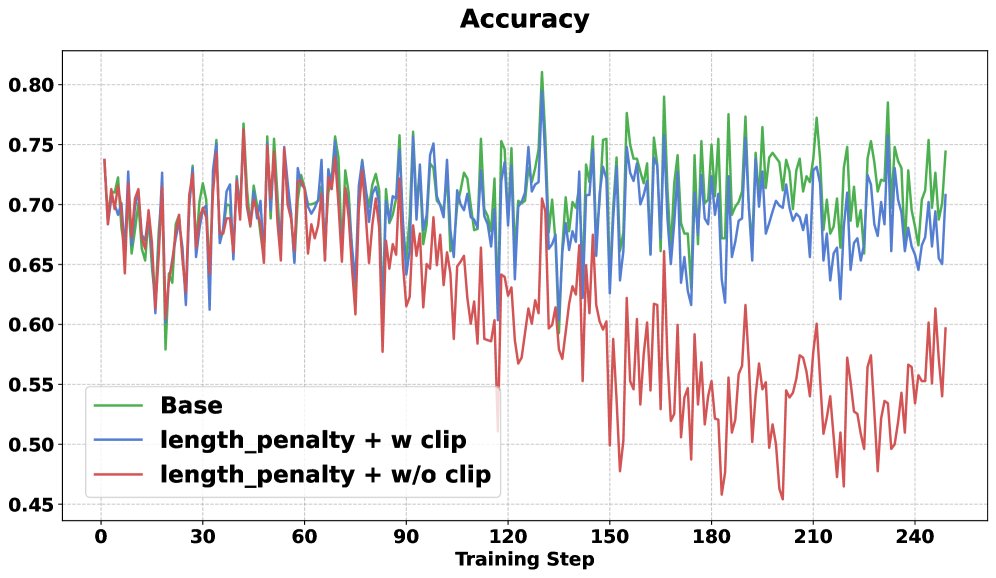 Accuracy
0.80
0.75
0.70
0.65
0.60
0.55
0.50
0.45
Base
length_penalty + w clip
length_penalty + w/o clip
0 30 60 90 120 150 180 210 240
Training Step